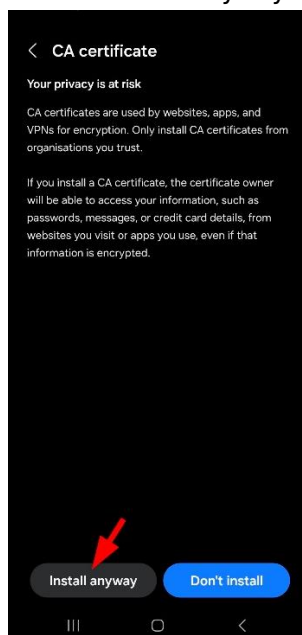 CA certificate
Your privacy is at risk
CA certificates are used by websites, apps, and
VPNs for encryption. Only install CA certificates from
organisations you trust.
If you install a CA certificate, the certificate owner
will be able to access your information, such as
passwords, messages, or credit card details, from
websites you visit or apps you use, even if that
information is encrypted.
Install anyway Don't install